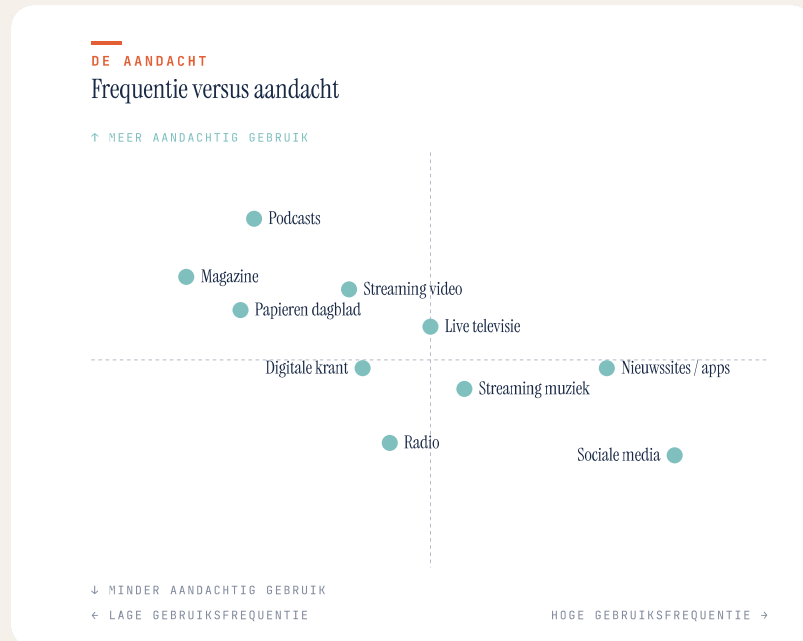 DE AANDACHT
Frequentie versus aandacht
↑ MEER AANDACHTIG GEBRUIK
Podcasts
Magazine
Streaming video
Papieren dagblad
Live televisie
Digitale krant
Nieuwssites / apps
Streaming muziek
Radio
Sociale media
↓ MINDER AANDACHTIG GEBRUIK
← LAGE GEBRUIKSFREQUENTIE
HOGE GEBRUIKSFREQUENTIE →